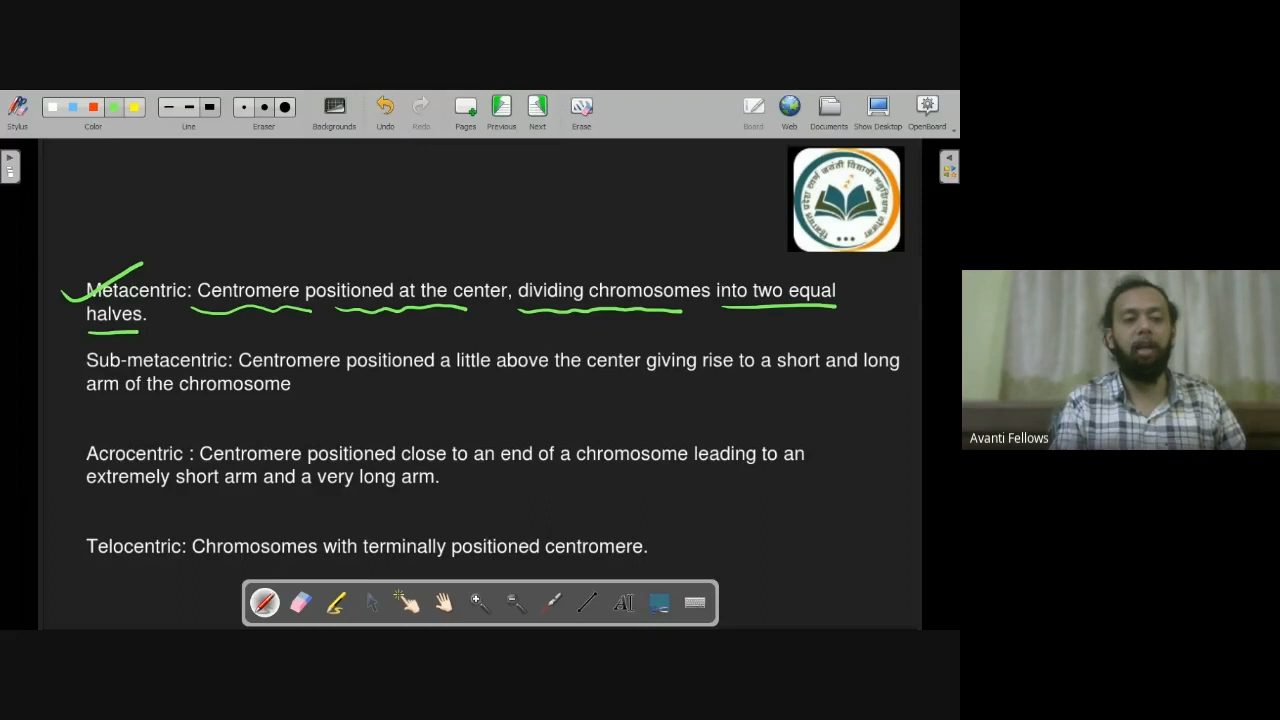 Stylus
Color
Line
Eraser
Backgrounds
Undo
Redo
Pages
Previous
Next
Erase
Board
Web
Documents
Show Desktop
OpenBoard
Metacentric: Centromere positioned at the center, dividing chromosomes into two equal
halves.
Sub-metacentric: Centromere positioned a little above the center giving rise to a short and long
arm of the chromosome
Acrocentric : Centromere positioned close to an end of a chromosome leading to an
extremely short arm and a very long arm.
Telocentric: Chromosomes with terminally positioned centromere.
AI
Avanti Fellows